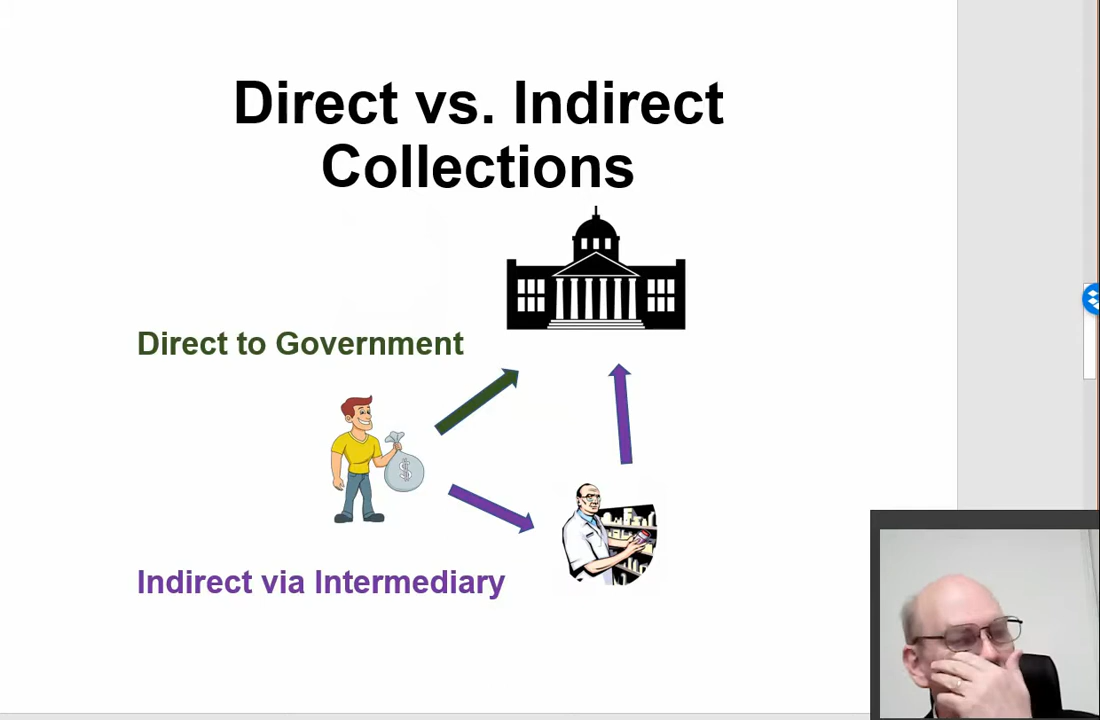 Direct vs. Indirect
Collections
Direct to Government
$
Indirect via Intermediary